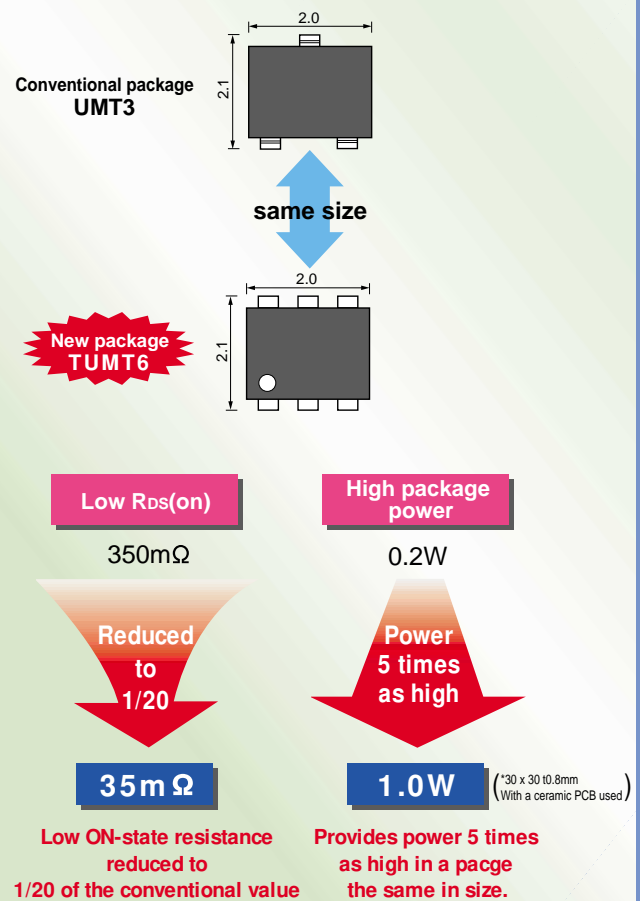 2.0
Conventional package
UMT3
2.1
same size
2.0
New package
TUMT6
2.1
Low RDS(on)
350mΩ
Reduced
to
1/20
35mΩ
Low ON-state resistance
reduced to
1/20 of the conventional value
High package
power
0.2W
Power
5 times
as high
1.0W
(*30 x 30 t0.8mm
With a ceramic PCB used)
Provides power 5 times
as high in a pacge
the same in size.